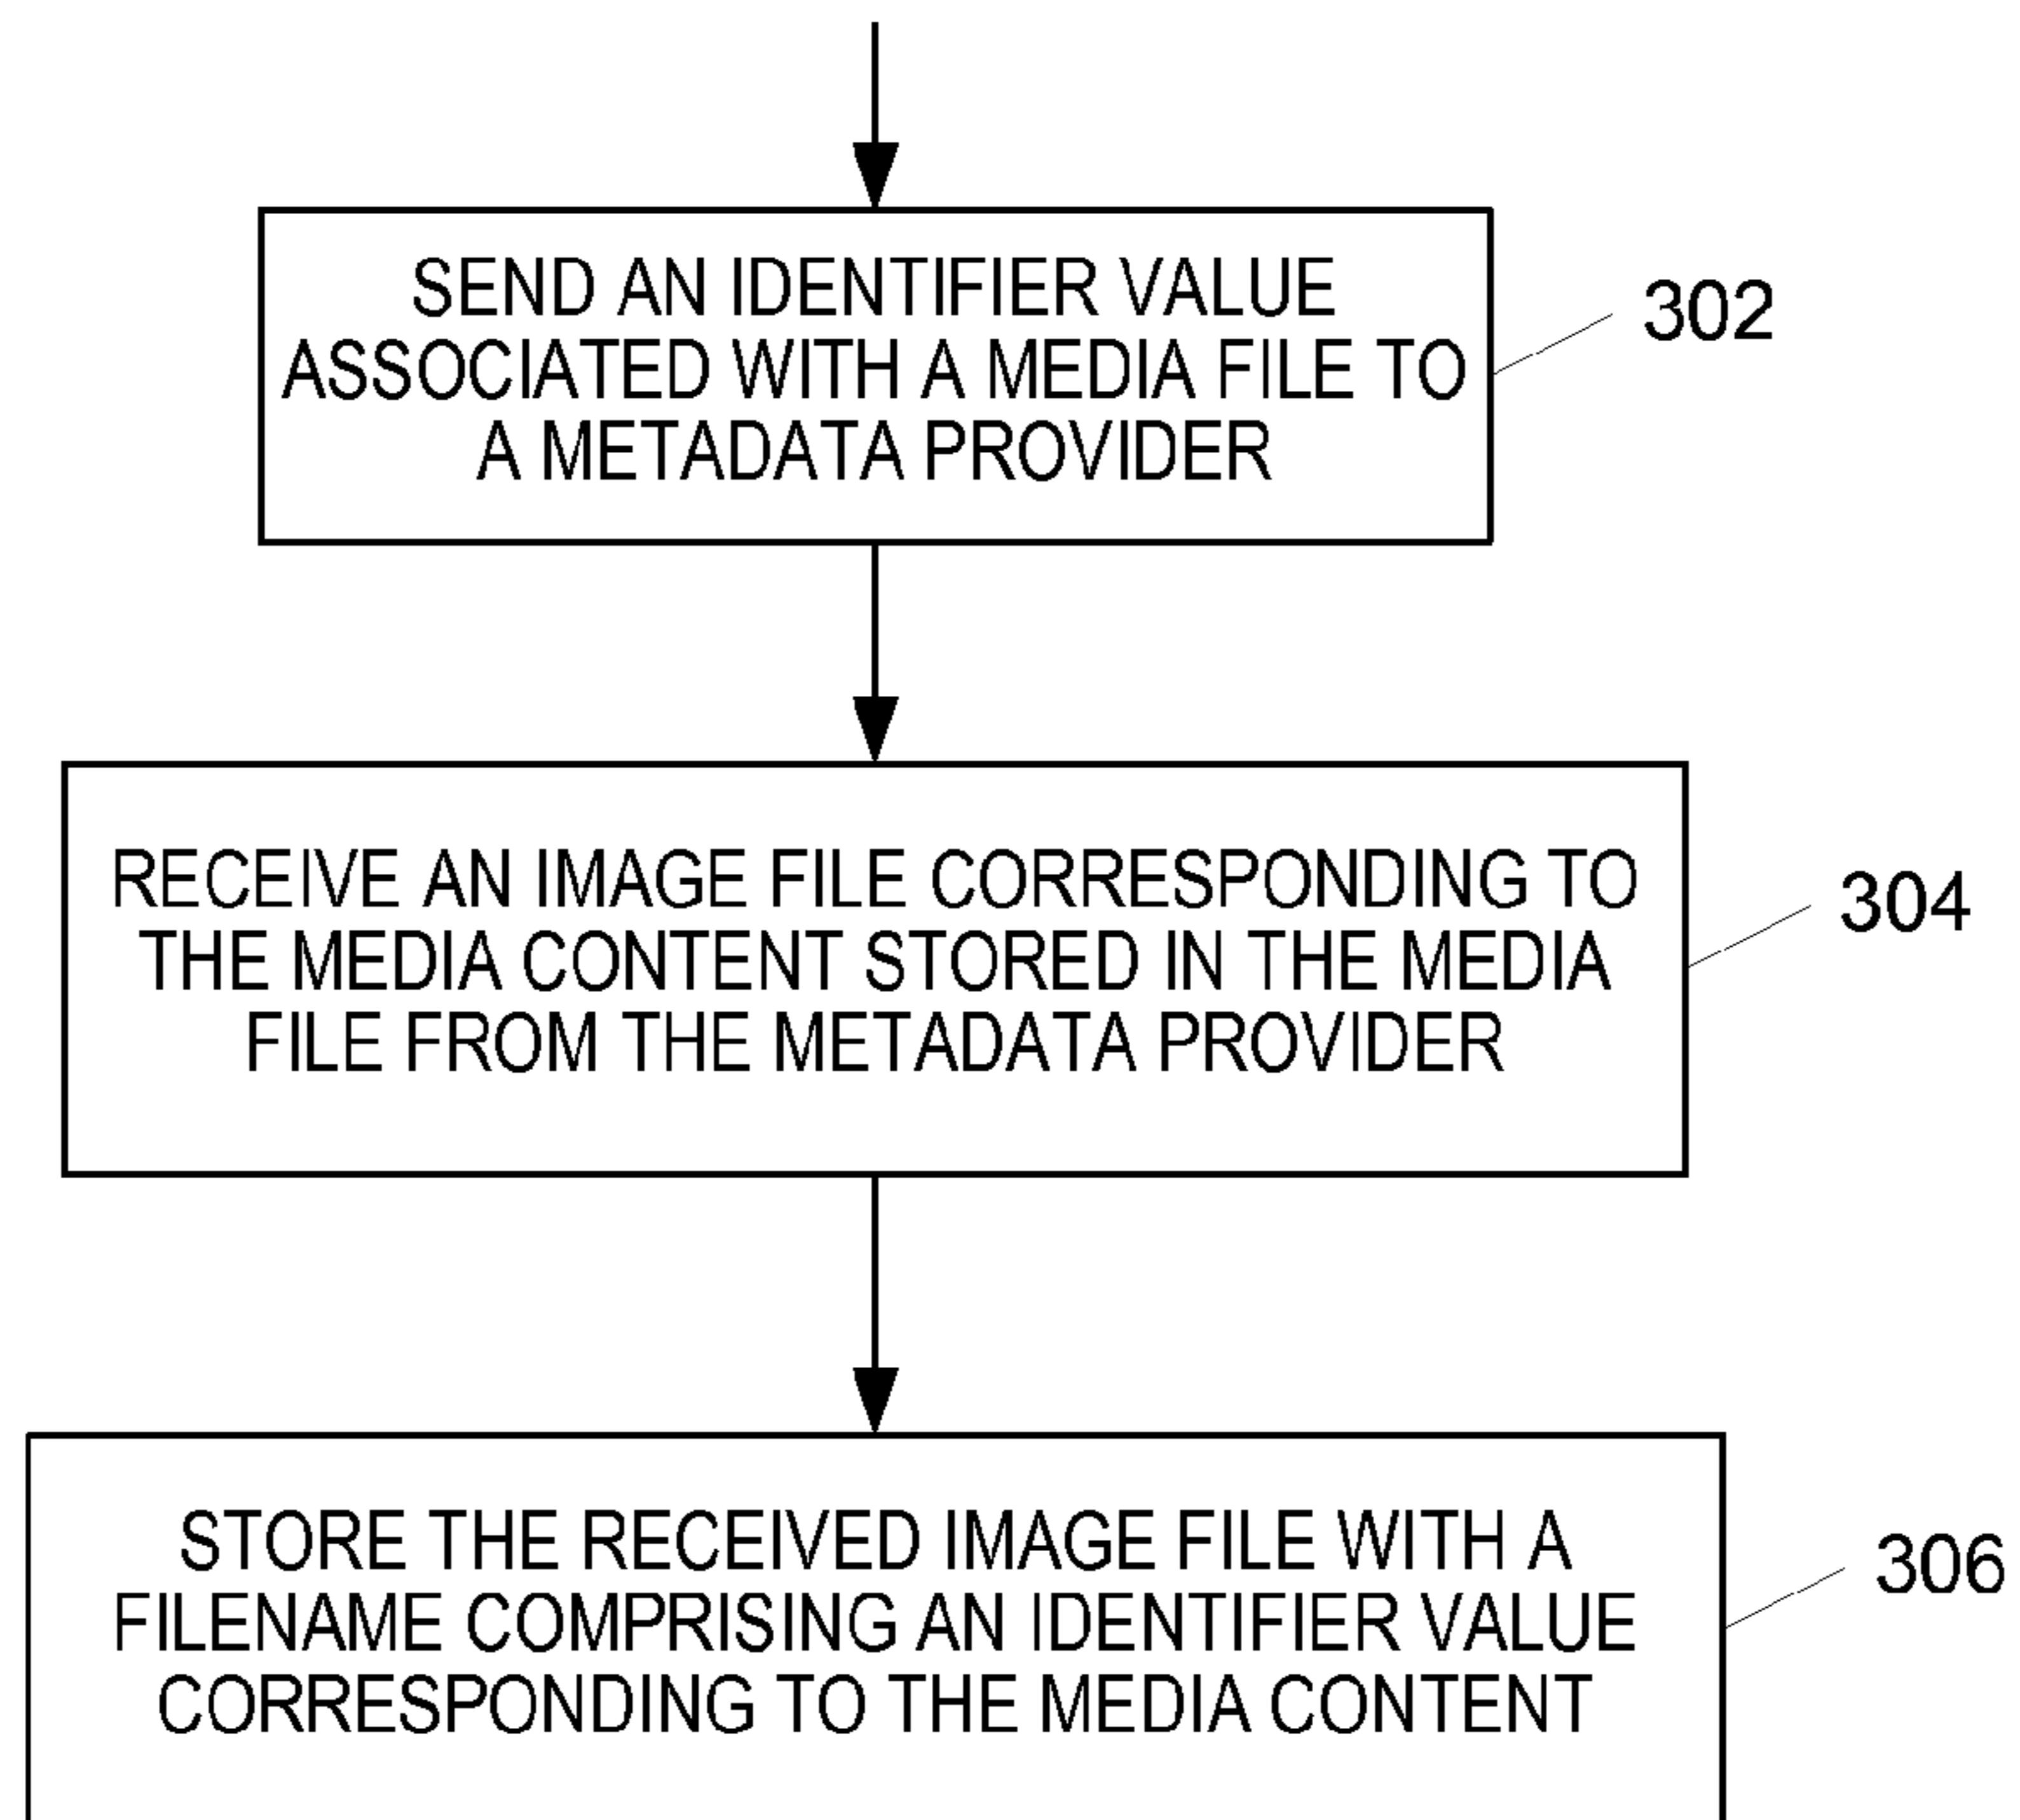 SEND AN IDENTIFIER VALUE
ASSOCIATED WITH A MEDIA FILE TO
A METADATA PROVIDER
302
RECEIVE AN IMAGE FILE CORRESPONDING TO
THE MEDIA CONTENT STORED IN THE MEDIA
FILE FROM THE METADATA PROVIDER
304
STORE THE RECEIVED IMAGE FILE WITH A
FILENAME COMPRISING AN IDENTIFIER VALUE
CORRESPONDING TO THE MEDIA CONTENT
306